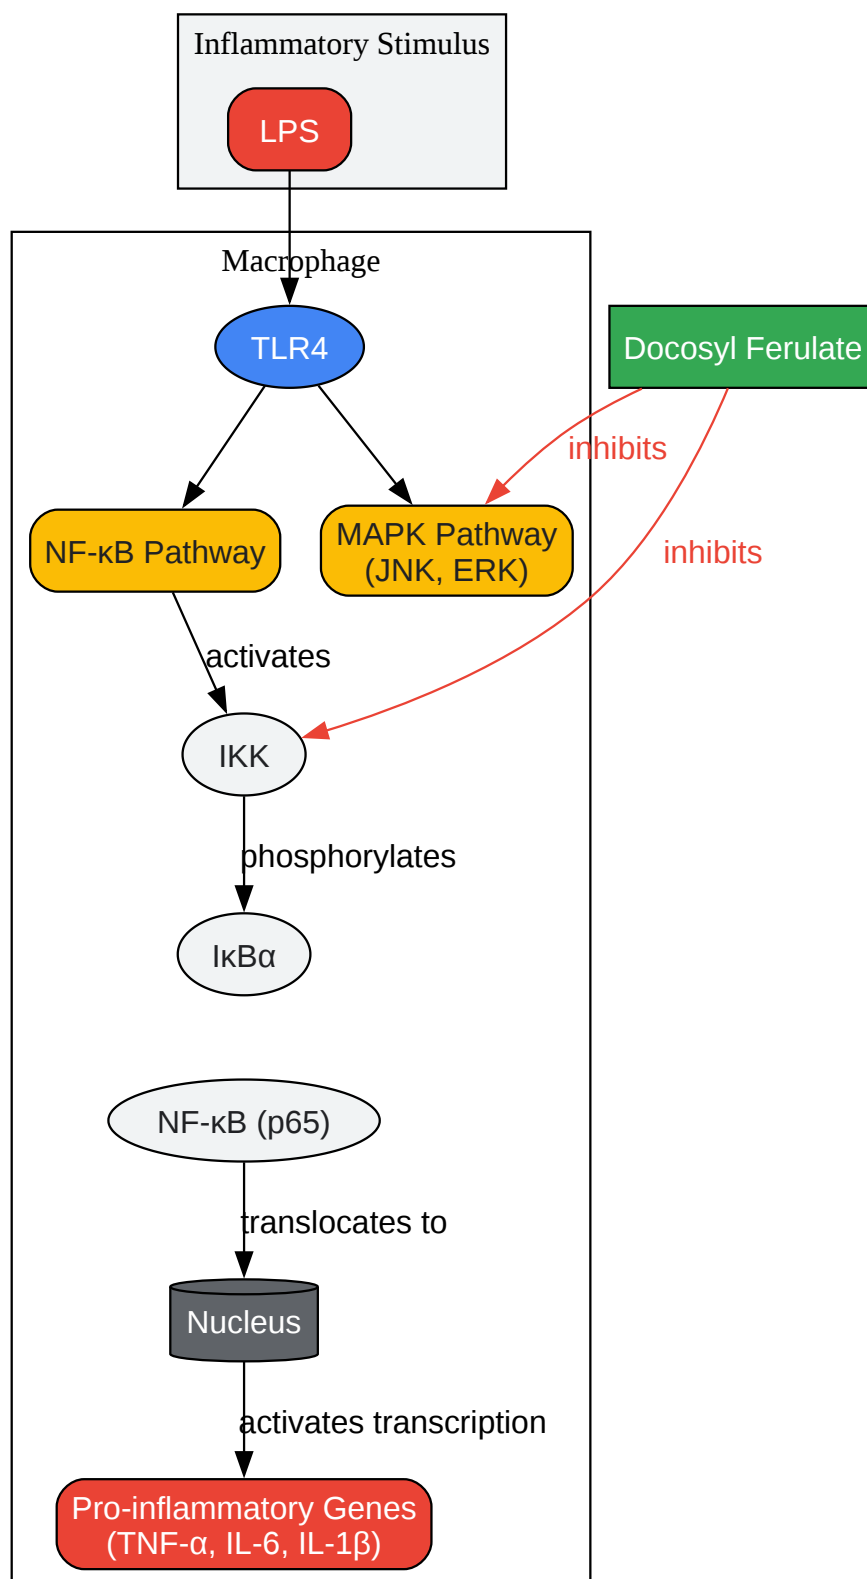 Inflammatory Stimulus
LPS
Macrophage
TLR4
Docosyl Ferulate
inhibits
NF-κB Pathway
MAPK Pathway
(JNK, ERK)
inhibits
activates
IKK
phosphorylates
IκBα
NF-κB (p65)
translocates to
Nucleus
activates transcription
Pro-inflammatory Genes
(TNF-α, IL-6, IL-1β)